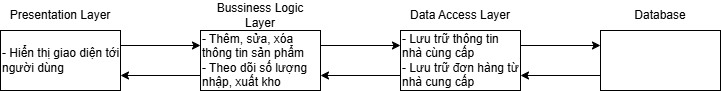 Presentation Layer
Bussiness Logic
Layer
Data Access Layer
Database
- Hiển thị giao diện tới
người dùng
- Thêm, sửa, xóa
thông tin sản phẩm
- Theo dõi số lượng
nhập, xuất kho
- Lưu trữ thông tin
nhà cùng cấp
- Lưu trữ đơn hàng từ
nhà cung cấp